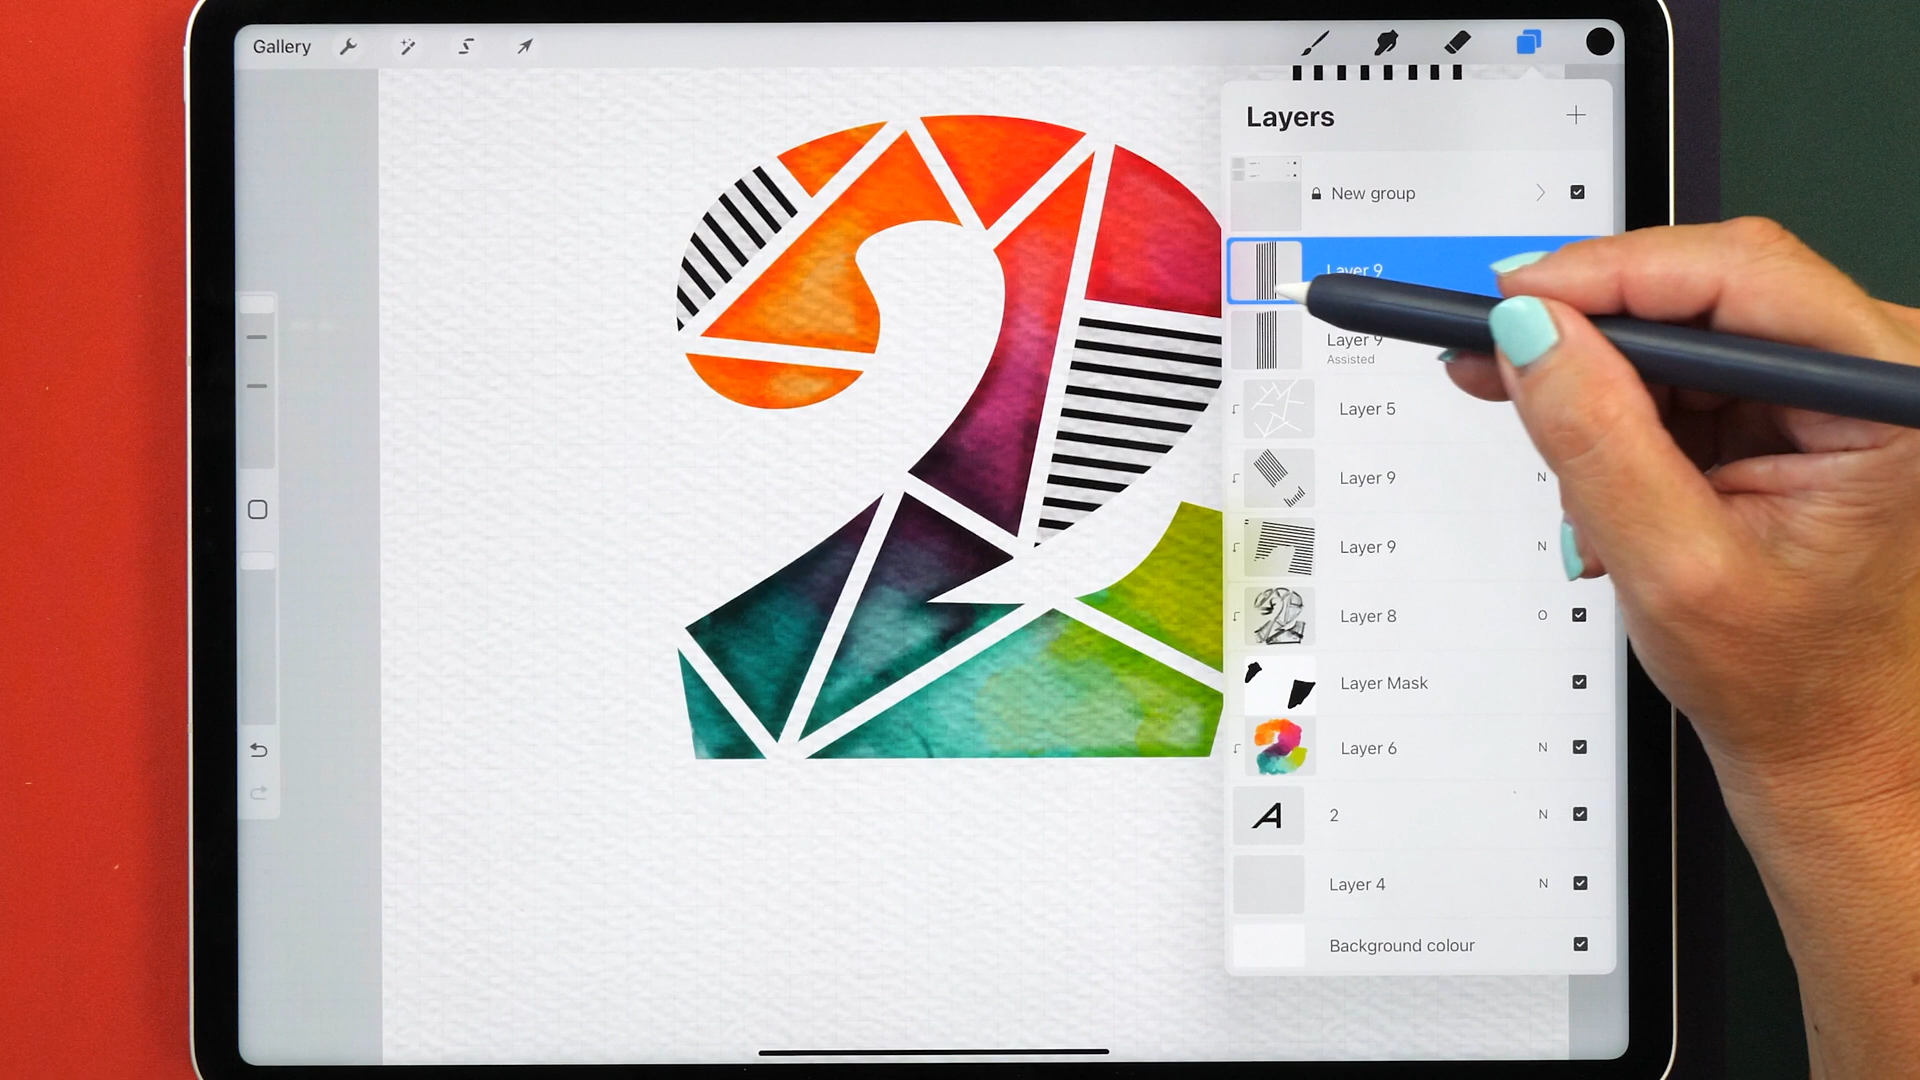 Gallery
Layers
New group
Layer 9
Layer 9
Assisted
Layer 5
Layer 9
N
Layer 9
N
Layer 8
O
Layer Mask
Layer 6
N
A
2
N
Layer 4
N
Background colour